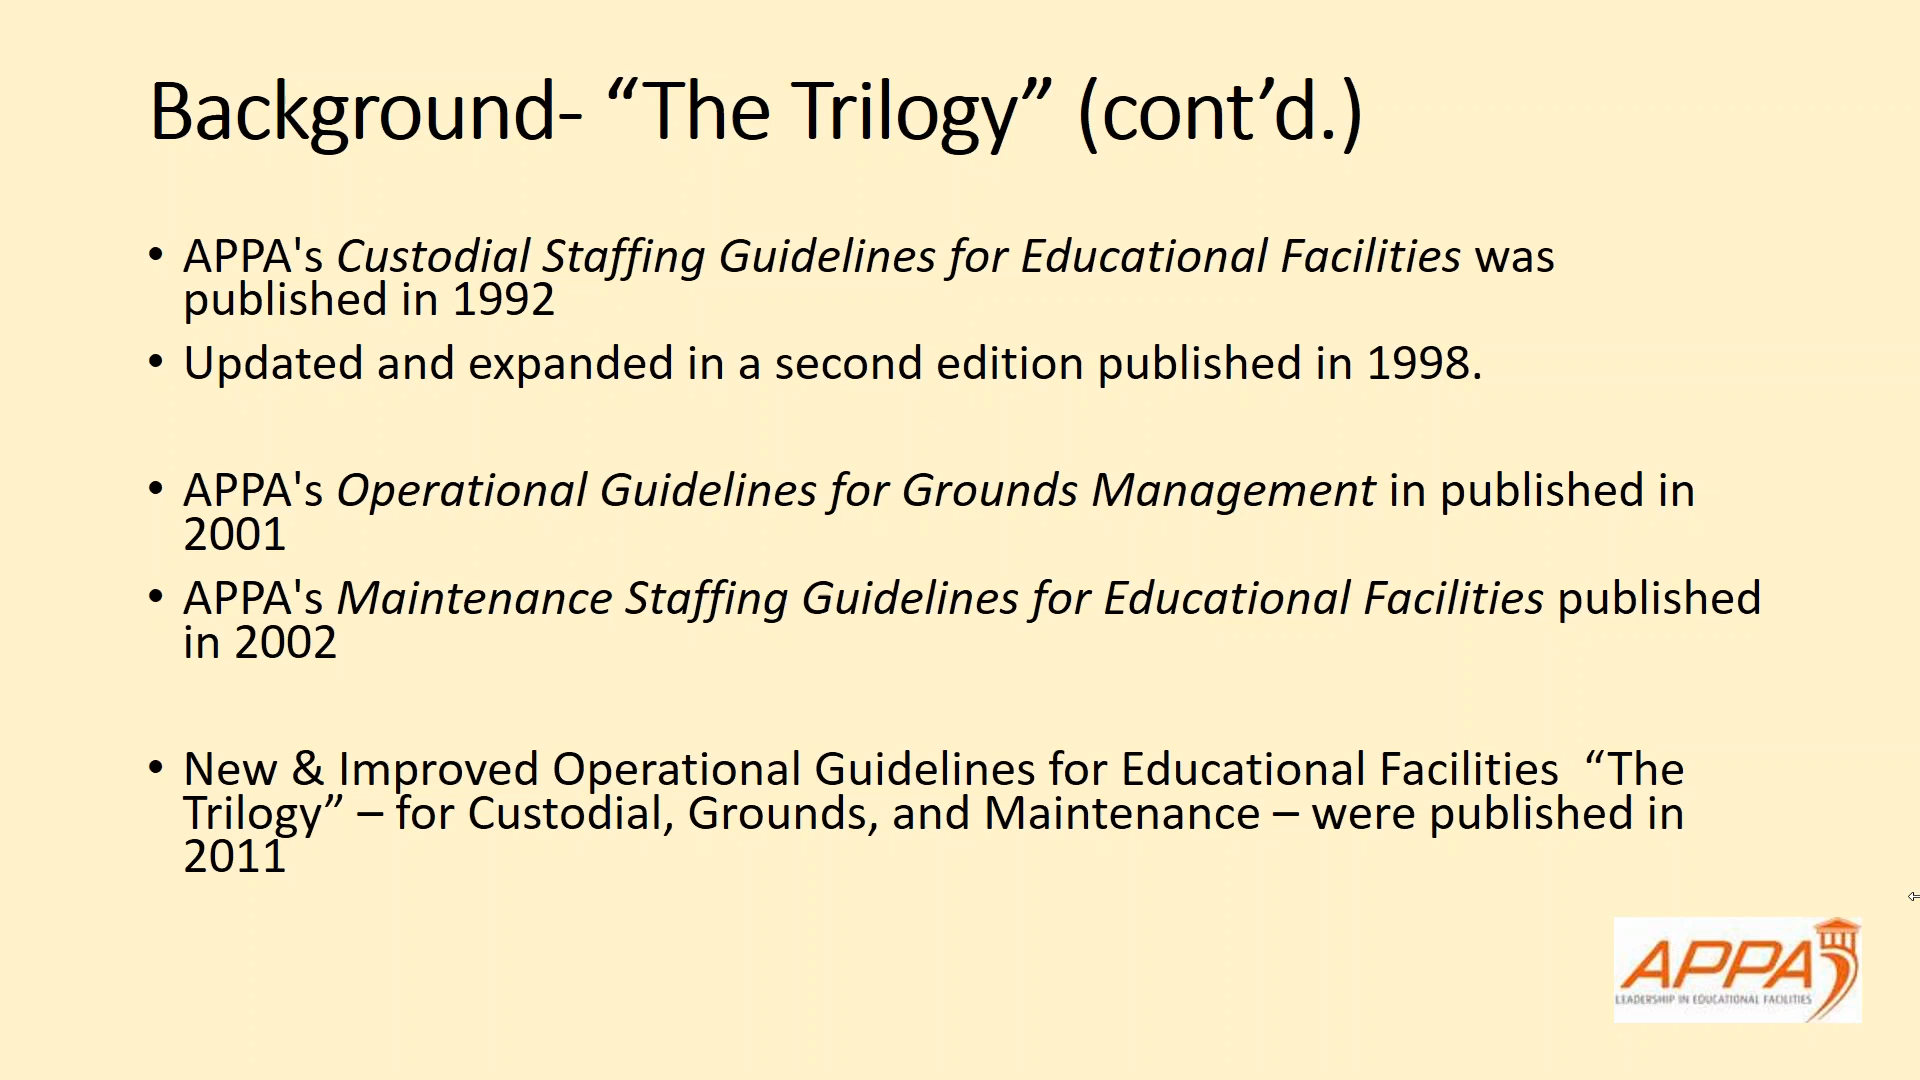 Background- “The Trilogy” (cont’d.)
• APPA's Custodial Staffing Guidelines for Educational Facilities was
published in 1992
• Updated and expanded in a second edition published in 1998.
• APPA's Operational Guidelines for Grounds Management in published in
2001
• APPA's Maintenance Staffing Guidelines for Educational Facilities published
in 2002
• New & Improved Operational Guidelines for Educational Facilities  “The
Trilogy” – for Custodial, Grounds, and Maintenance – were published in
2011
APPA
LEADERSHIP IN EDUCATIONAL FACILITIES